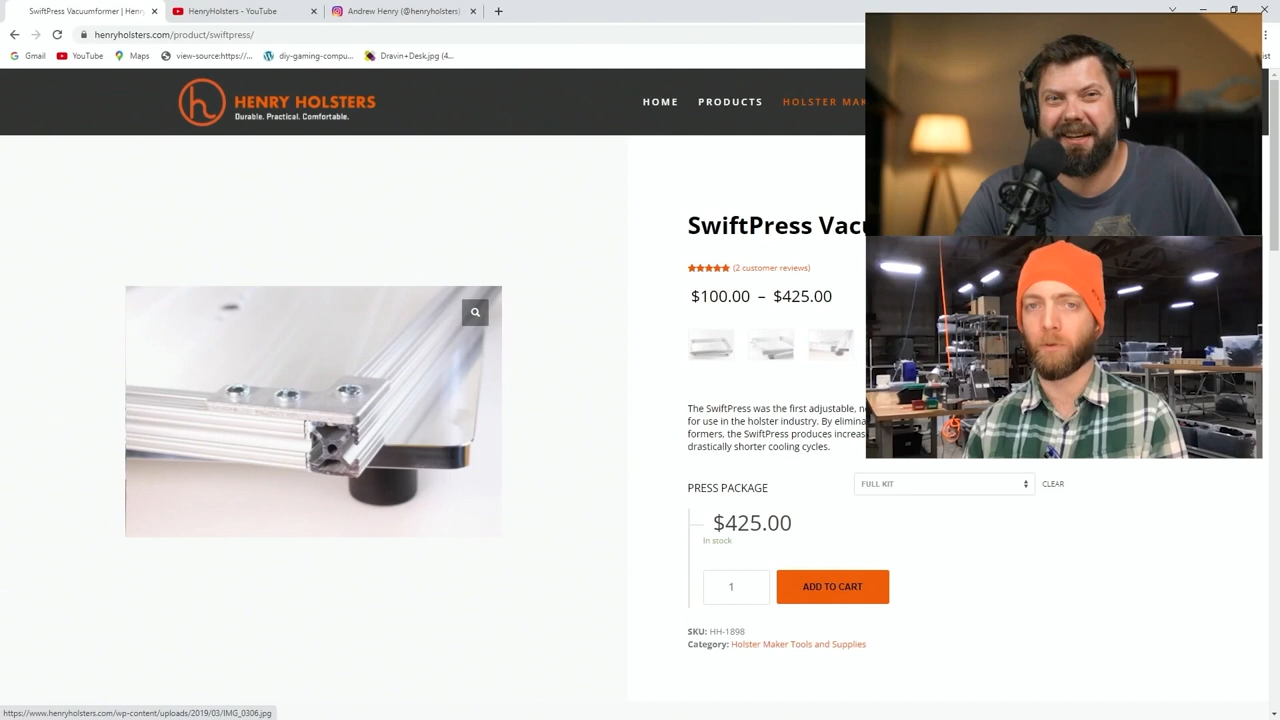 SwiftPress Vacuumformer | Henr
HenryHolsters - YouTube
Andrew Henry (@henryholsters)
henryholsters.com/product/swiftpress/
Gmail
YouTube
Maps
view-source:https://...
diy-gaming-compu...
Dravin+Desk.jpg (4...
ist
HENRY HOLSTERS
Durable. Practical. Comfortable.
HOME
PRODUCTS
HOLSTER MAK
SwiftPress Vacu
(2 customer reviews)
$100.00 – $425.00
The SwiftPress was the first adjustable, n
for use in the holster industry. By elimina
formers, the SwiftPress produces increas
drastically shorter cooling cycles.
PRESS PACKAGE
FULL KIT
CLEAR
$425.00
In stock
1
ADD TO CART
SKU: HH-1898
Category: Holster Maker Tools and Supplies
https://www.henryholsters.com/wp-content/uploads/2019/03/IMG_0306.jpg